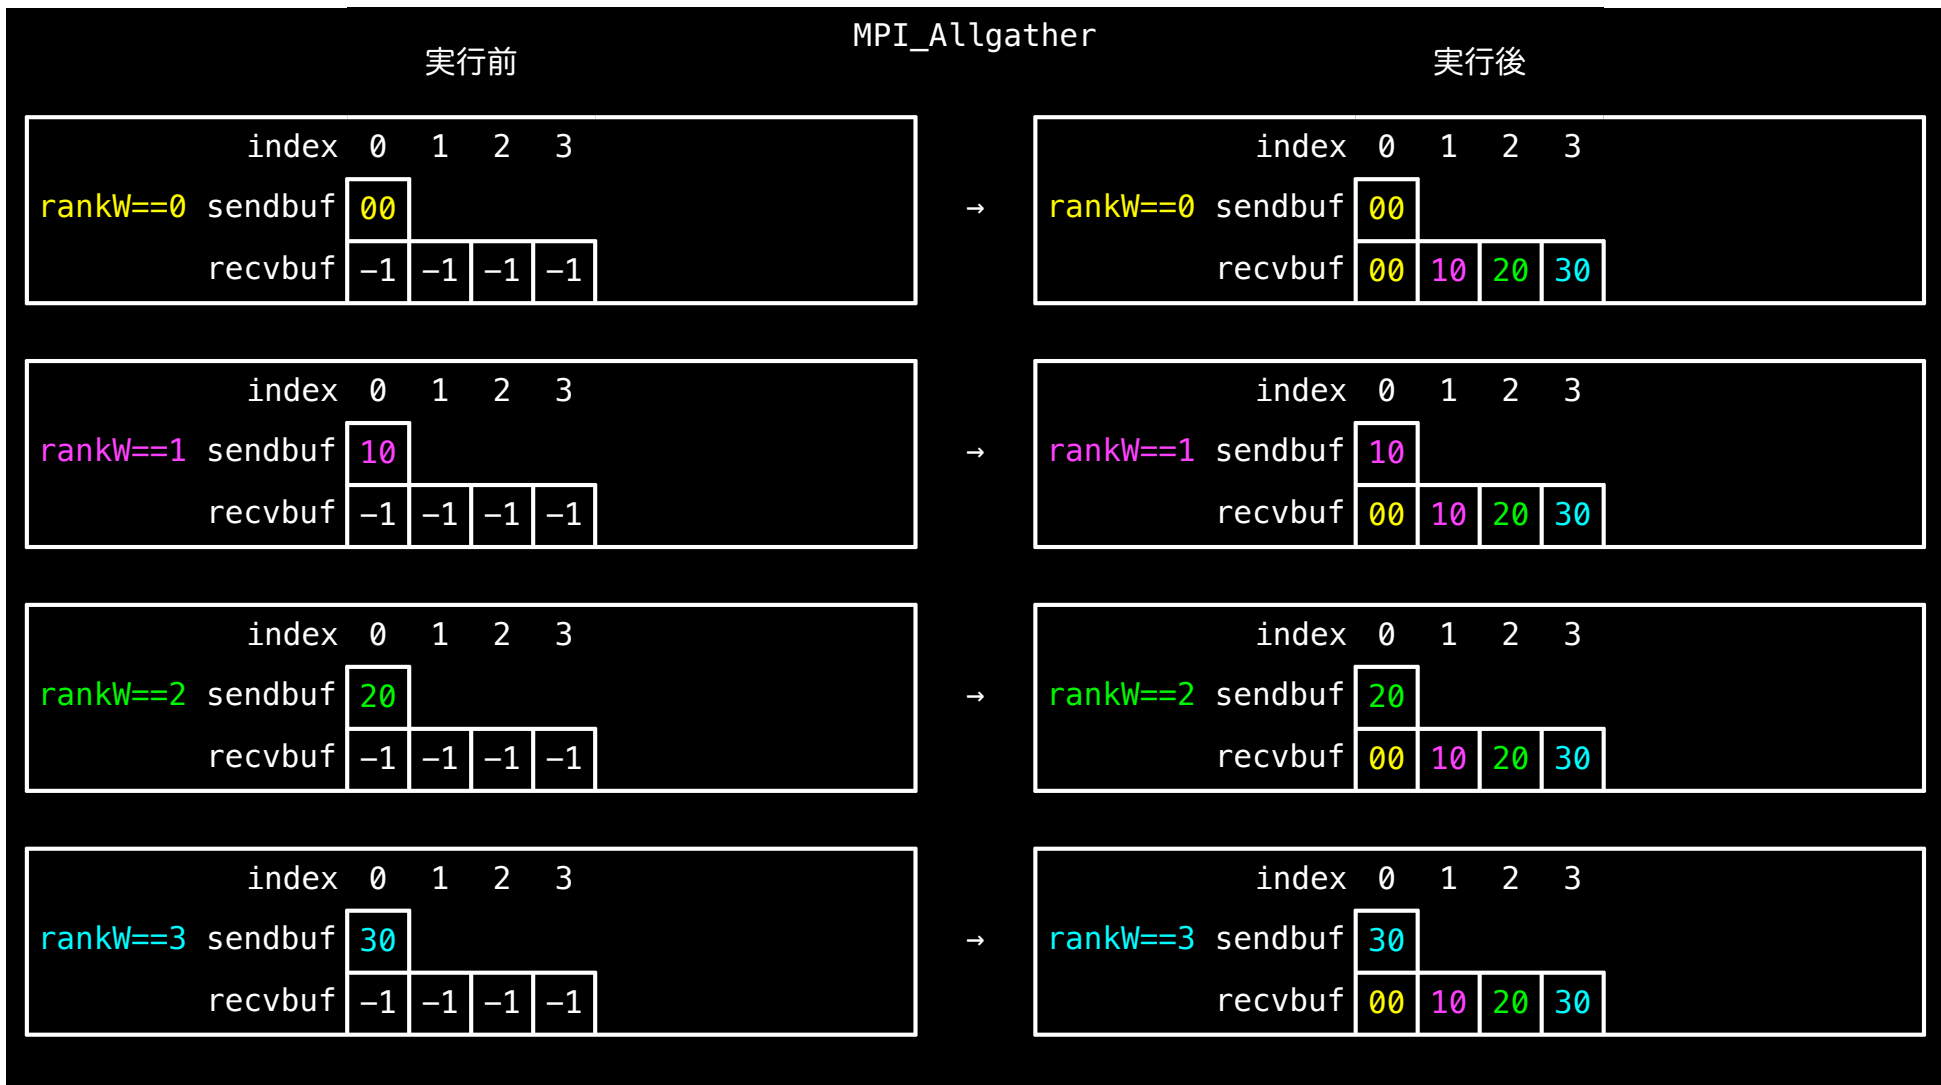 MPI_Allgather
実行前 実行後
index 0 1 2 3 index 0 1 2 3
rankW==0 sendbuf 00 → rankW==0 sendbuf 00
recvbuf −1 −1 −1 −1 recvbuf 00 10 20 30
index 0 1 2 3 index 0 1 2 3
rankW==1 sendbuf 10 → rankW==1 sendbuf 10
recvbuf −1 −1 −1 −1 recvbuf 00 10 20 30
index 0 1 2 3 index 0 1 2 3
rankW==2 sendbuf 20 → rankW==2 sendbuf 20
recvbuf −1 −1 −1 −1 recvbuf 00 10 20 30
index 0 1 2 3 index 0 1 2 3
rankW==3 sendbuf 30 → rankW==3 sendbuf 30
recvbuf −1 −1 −1 −1 recvbuf 00 10 20 30